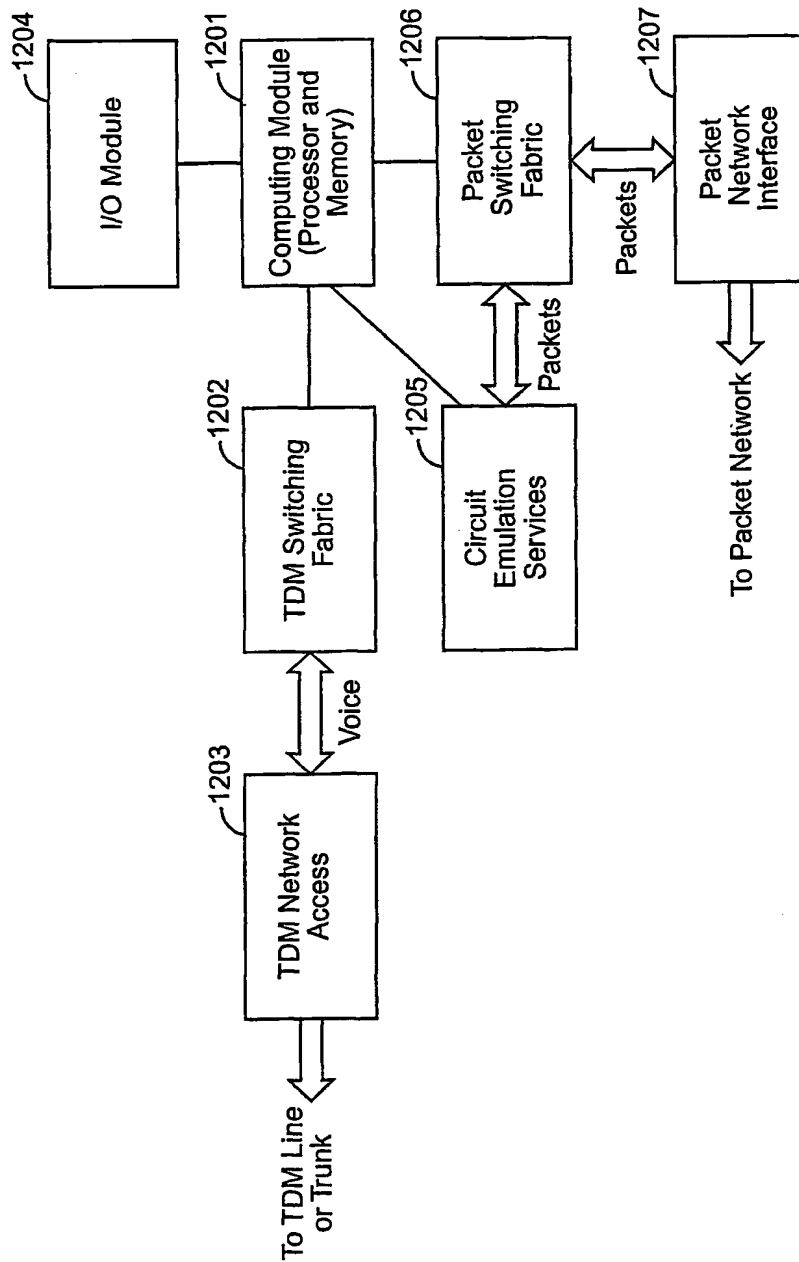 1204
I/O Module
1201
Computing Module
(Processor and
Memory)
1206
Packet
Switching
Fabric
1207
Packet
Network
Interface
Packets
1202
TDM Switching
Fabric
1205
Circuit
Emulation
Services
Packets
To Packet Network
1203
TDM Network
Access
Voice
To TDM Line
or Trunk